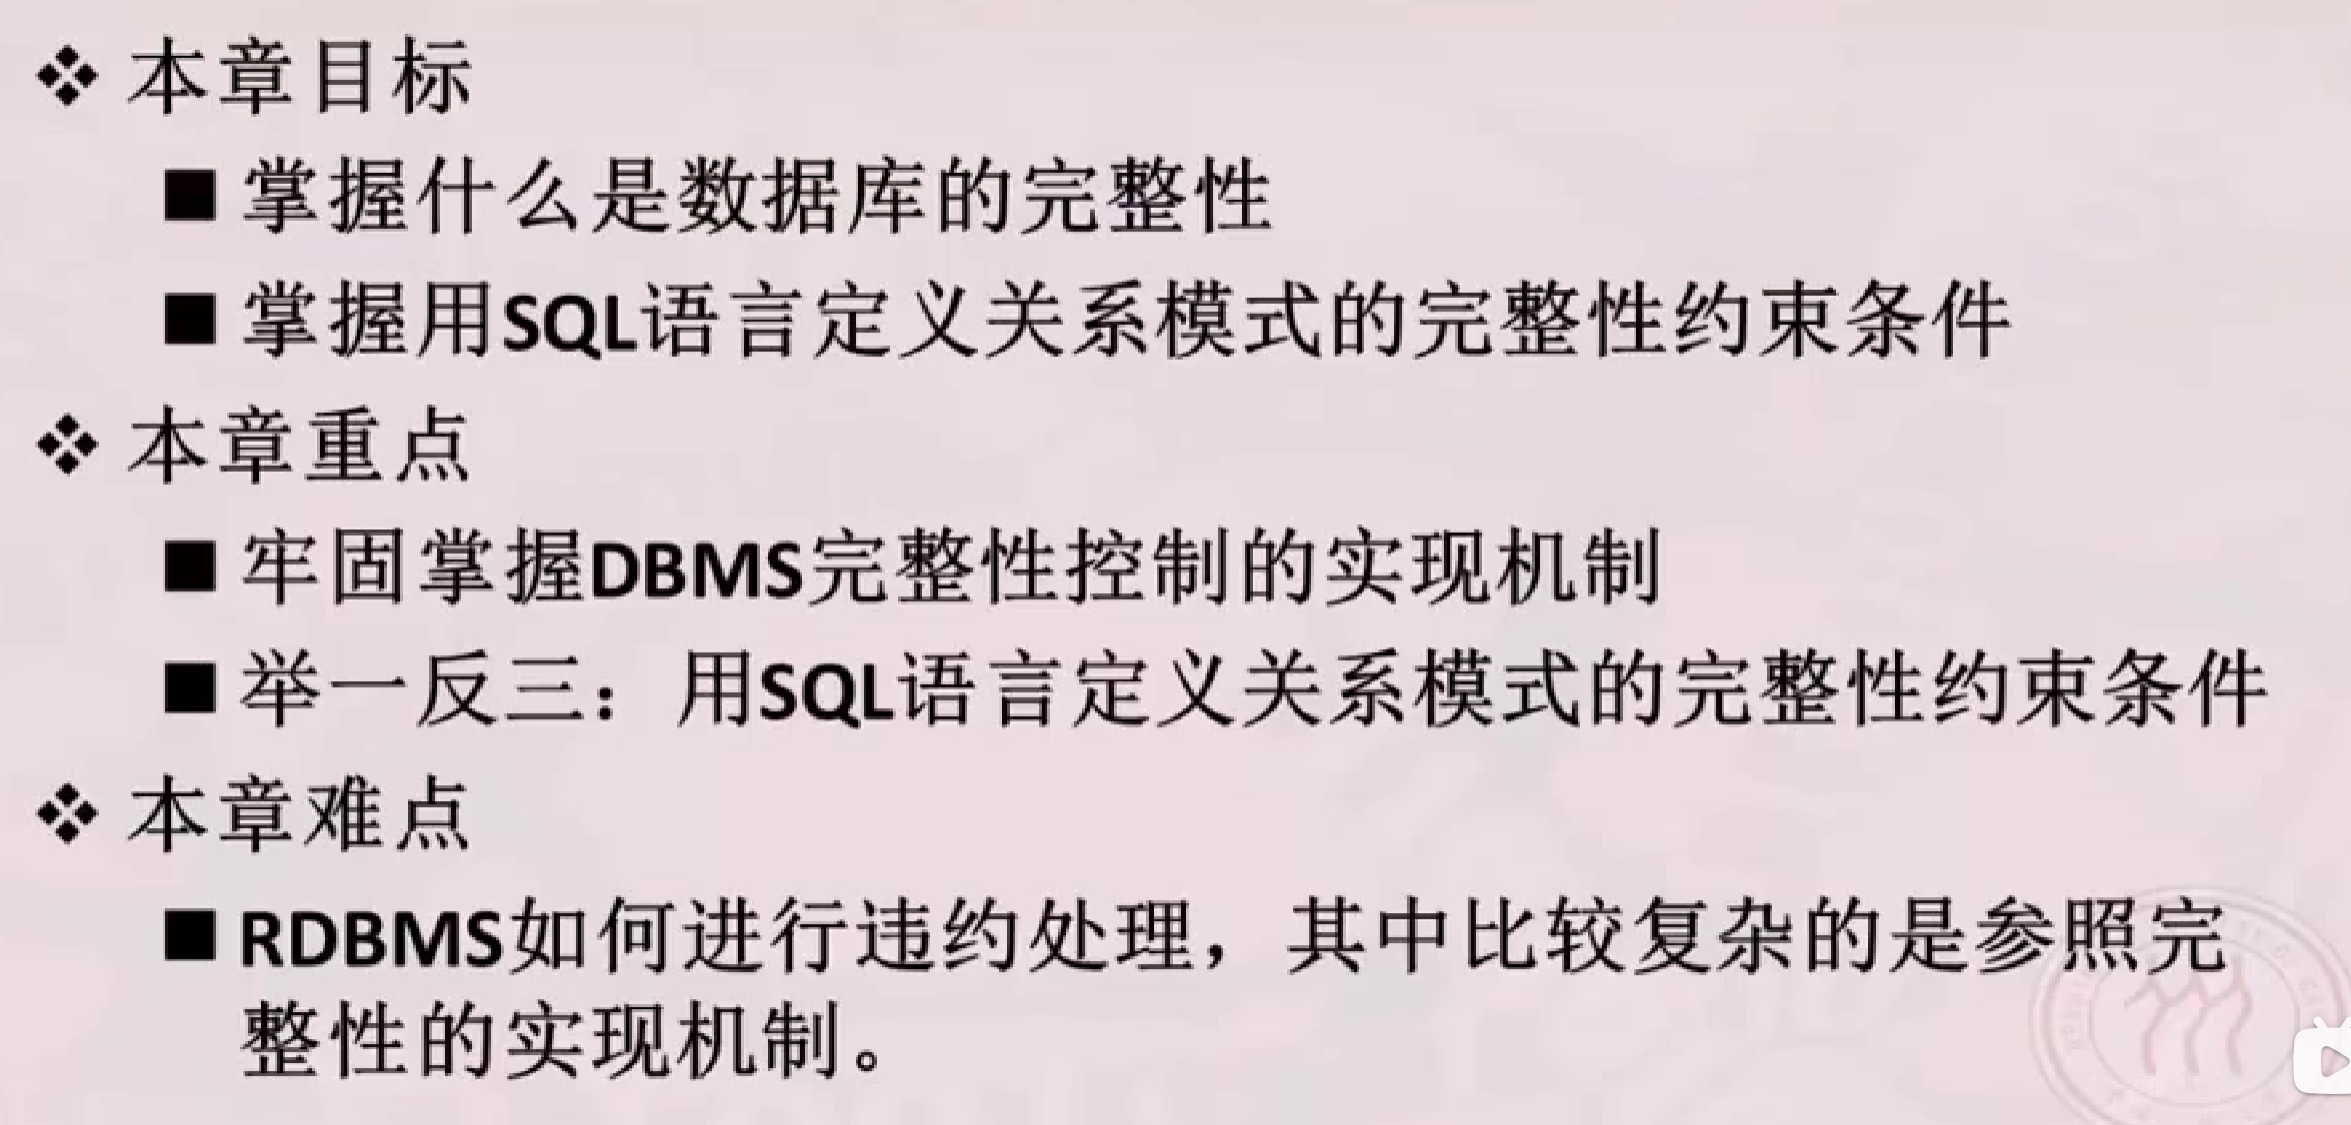 ❖ 本章目标
■ 掌握什么是数据库的完整性
■ 掌握用SQL语言定义关系模式的完整性约束条件
❖ 本章重点
■ 牢固掌握DBMS完整性控制的实现机制
■ 举一反三：用SQL语言定义关系模式的完整性约束条件
❖ 本章难点
■ RDBMS如何进行违约处理，其中比较复杂的是参照完
整性的实现机制。